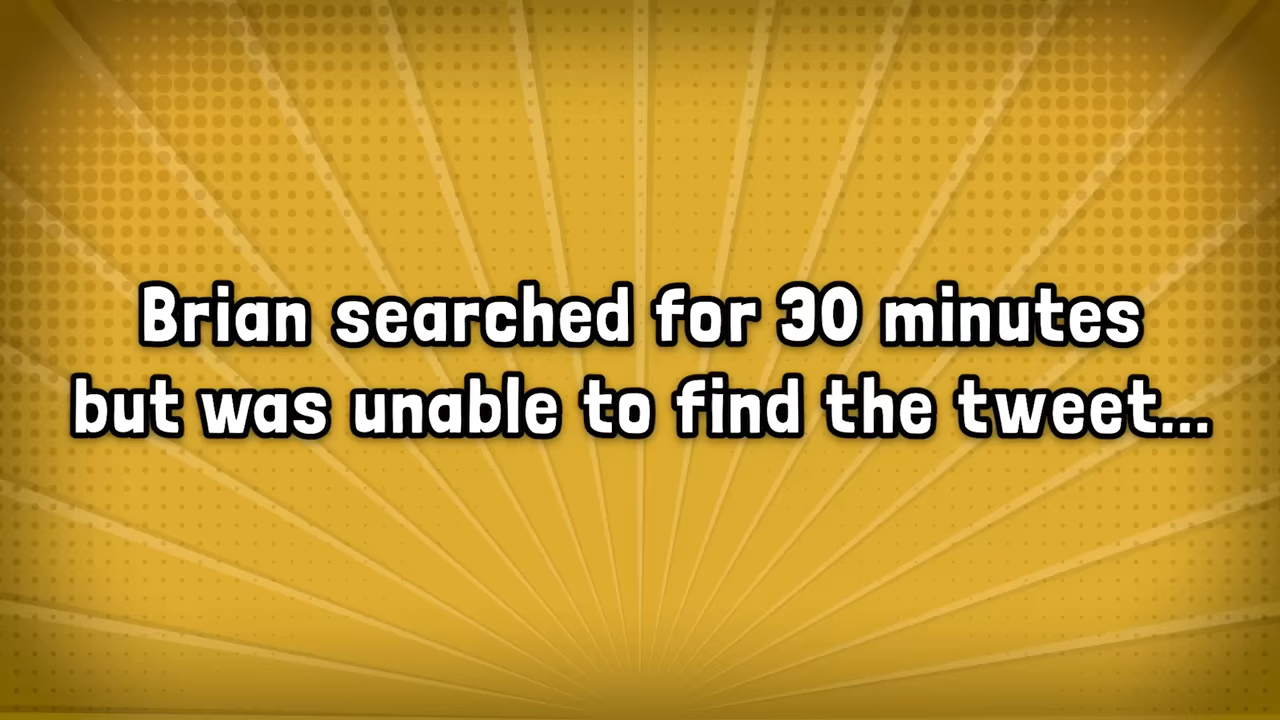 Brian searched for 30 minutes
but was unable to find the tweet...